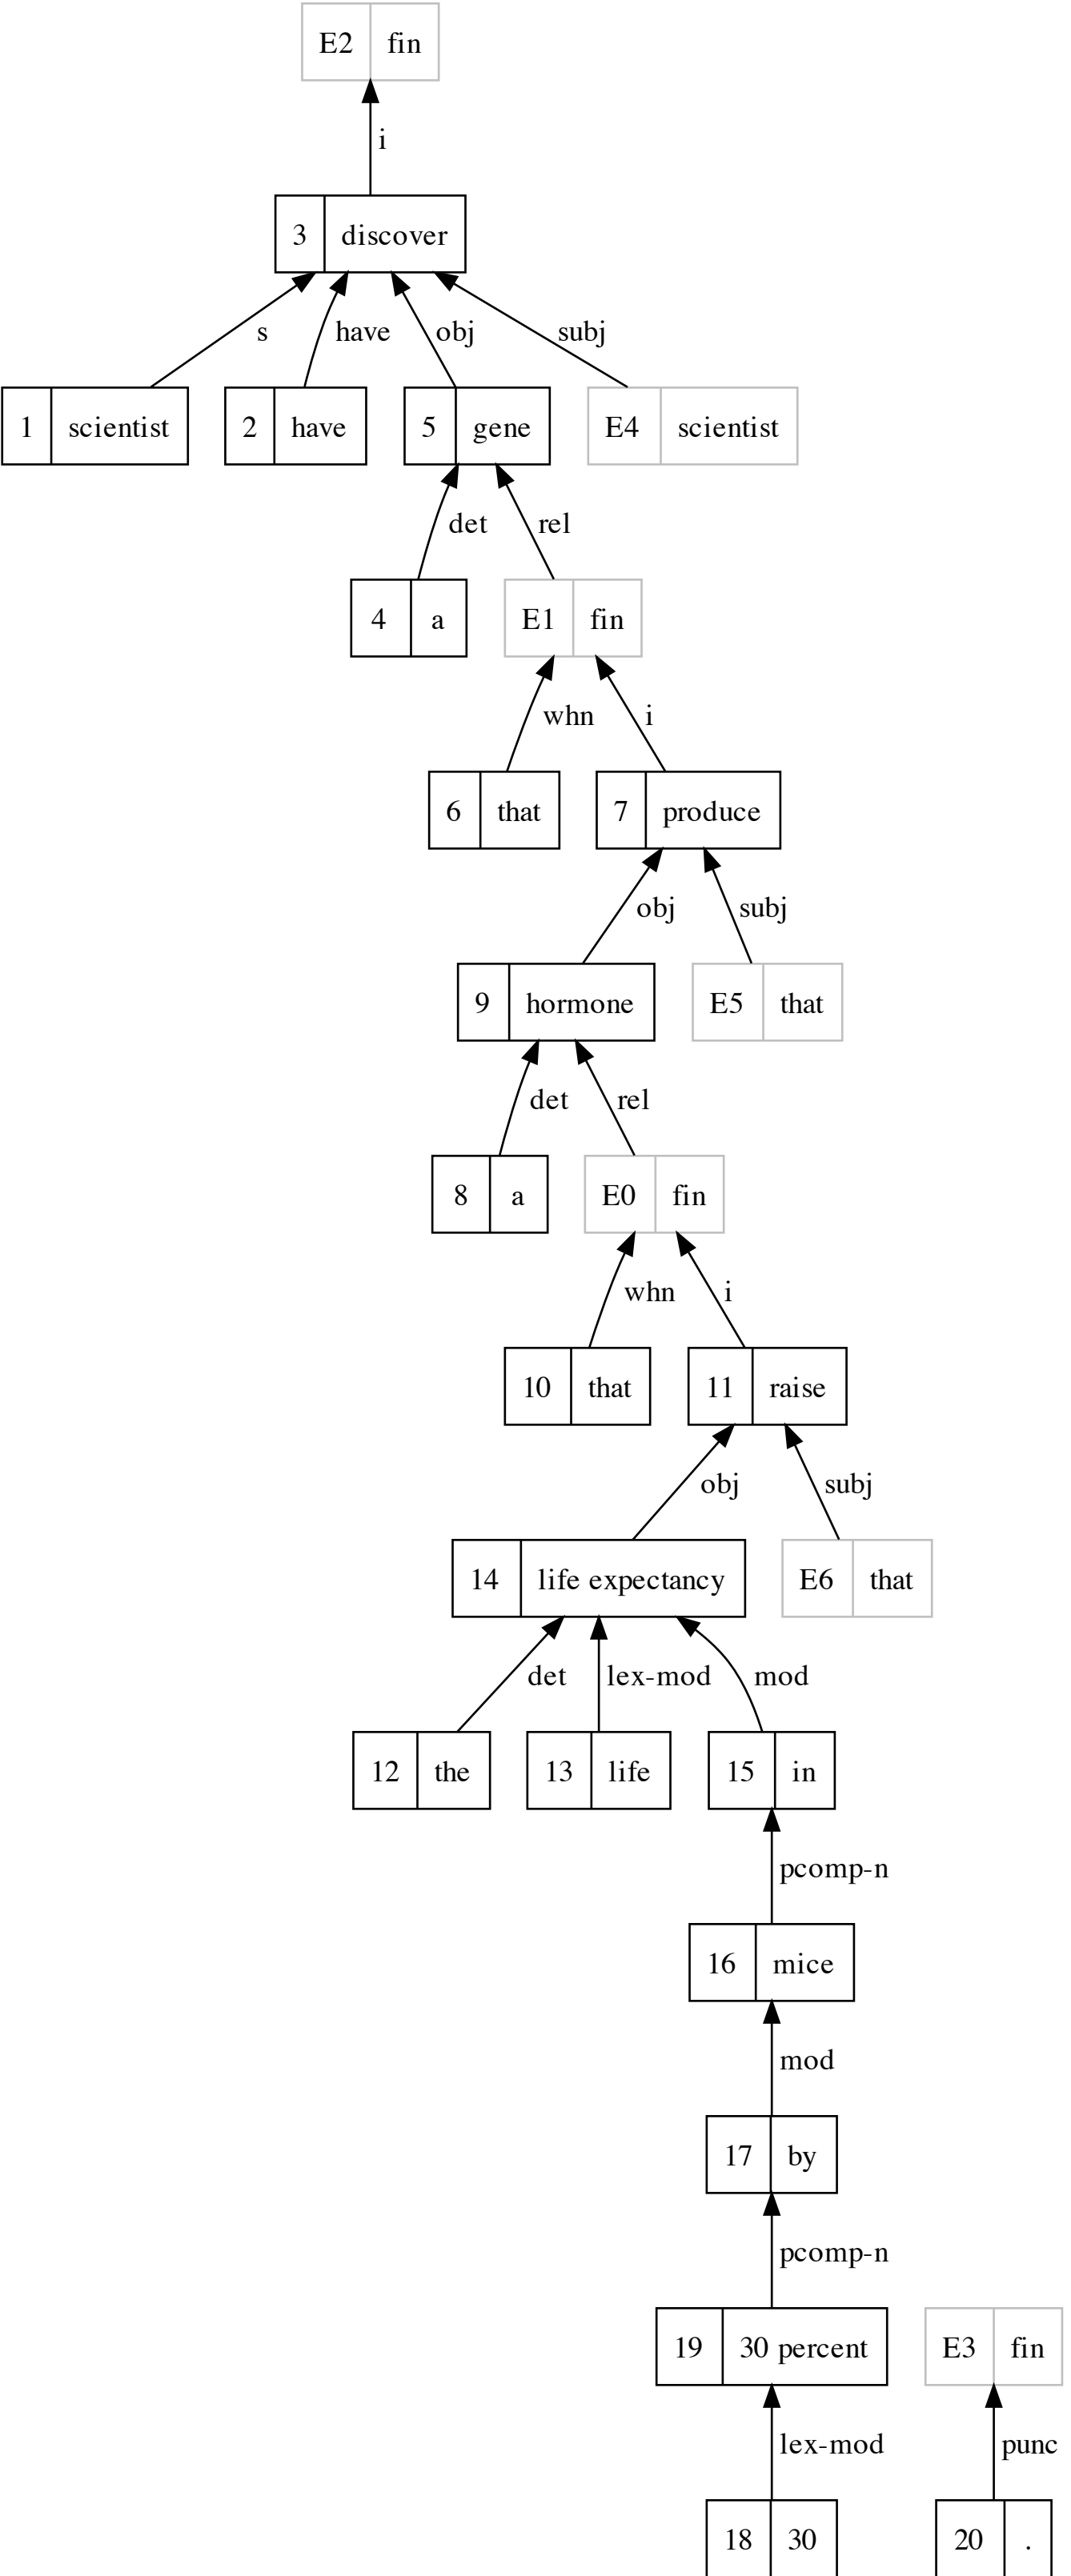 E2 fin
i
3 discover
s have obj subj
1 scientist 2 have 5 gene E4 scientist
det rel
4 a E1 fin
whn i
6 that 7 produce
obj subj
9 hormone E5 that
det rel
8 a E0 fin
whn i
10 that 11 raise
obj subj
14 life expectancy E6 that
det lex-mod mod
12 the 13 life 15 in
pcomp-n
16 mice
mod
17 by
pcomp-n
19 30 percent E3 fin
lex-mod punc
18 30 20 .